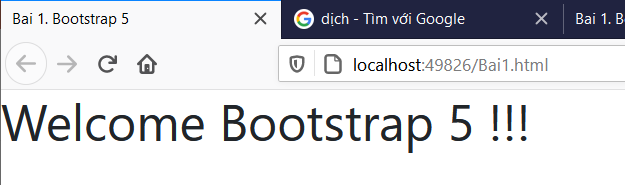 Bai 1. Bootstrap 5
dịch - Tìm với Google
Bai 1. B
localhost:49826/Bai1.html
Welcome Bootstrap 5 !!!